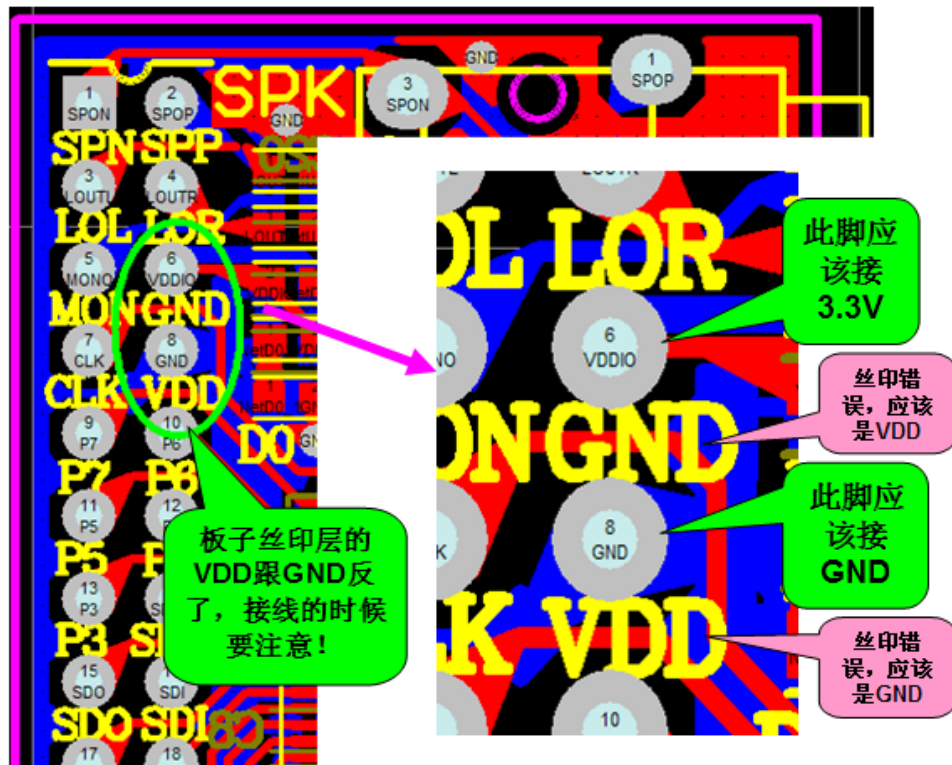 1
SPON
2
SPOP
SPK
3
SPON
GND
1
SPOP
GND
SPN SPP
3
LOUTL
4
LOUTR
LOL LOR
5
MONO
6
VDDIO
MON GND
7
CLK
8
GND
CLK VDD
9
P7
10
P6
D0
P7 P6
11
P5
12
P5
13
P3
P3
15
SDO
SDI
SDO SDI
17
18
板子丝印层的
VDD跟GND反
了，接线的时候
要注意！
OL LOR
6
VDDIO
ON GND
8
GND
K VDD
10
此脚应
该接
3.3V
丝印错
误，应该
是VDD
此脚应
该接
GND
丝印错
误，应该
是GND